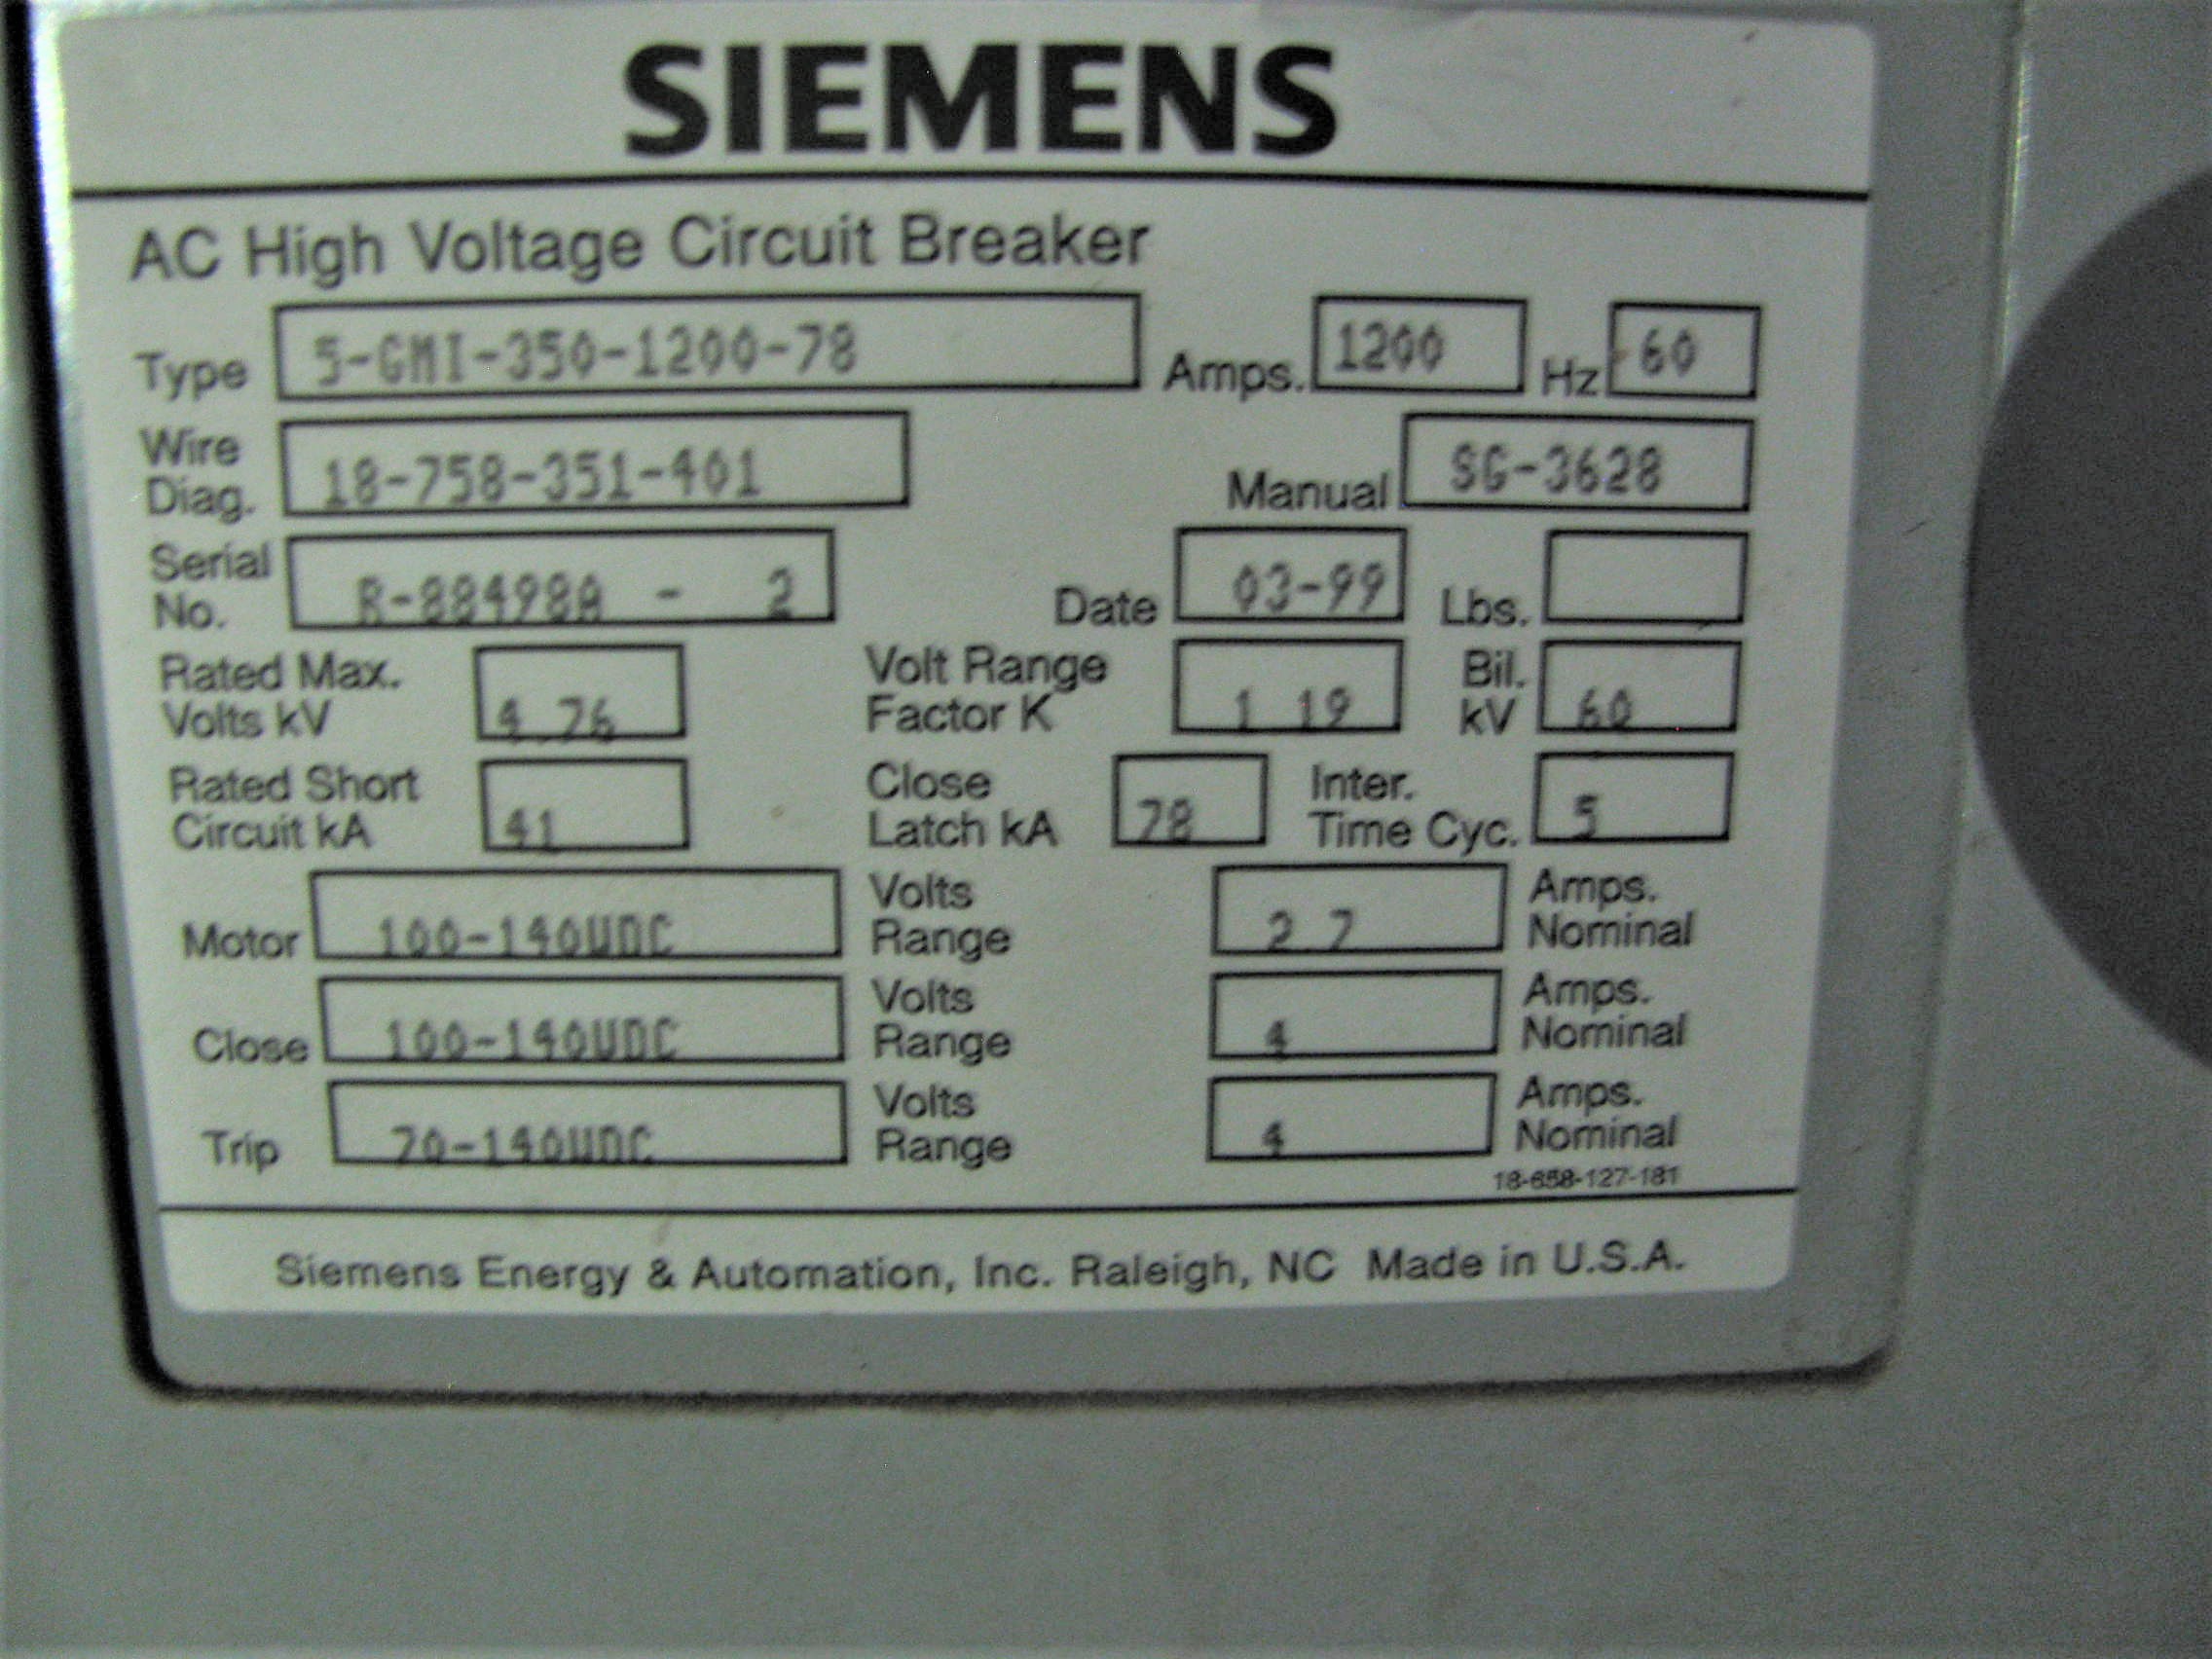 SIEMENS
AC High Voltage Circuit Breaker
Type 5-GMI-350-1200-78 Amps. 1200 Hz 60
Wire Diag. 18-758-351-401 Manual SG-3628
Serial No. R-88498A - 2 Date 03-99 Lbs.
Rated Max. Volts kV 4.76 Volt Range Factor K 1.19 Bil. kV 60
Rated Short Circuit kA 41 Close Latch kA 78 Inter. Time Cyc. 5
Motor 100-140VDC Volts Range 2.7 Amps. Nominal
Close 100-140VDC Volts Range 4 Amps. Nominal
Trip 70-140VDC Volts Range 4 Amps. Nominal
18-658-127-181
Siemens Energy & Automation, Inc. Raleigh, NC Made in U.S.A.